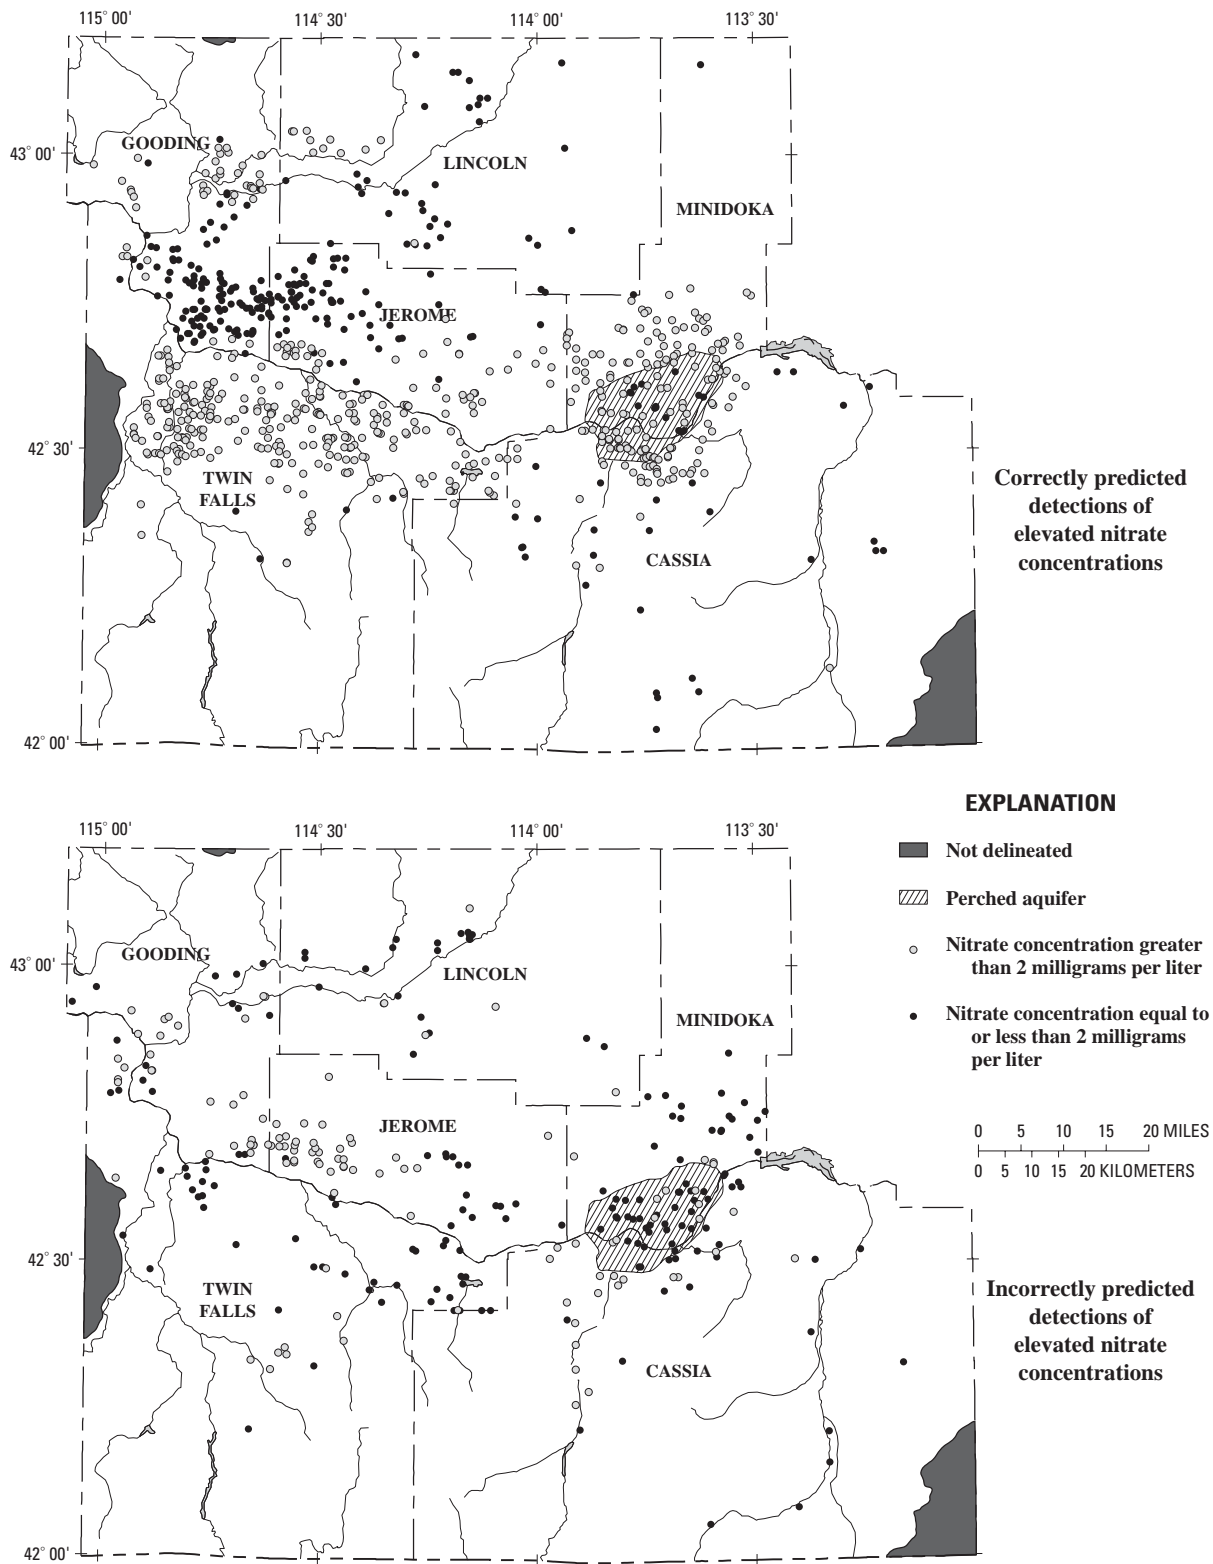 115° 00'
114° 30'
114° 00'
113° 30'
GOODING
43° 00'
LINCOLN
MINIDOKA
JEROME
42° 30'
TWIN
FALLS
Correctly predicted
detections of
elevated nitrate
concentrations
CASSIA
42° 00'
EXPLANATION
Not delineated
Perched aquifer
Nitrate concentration greater
than 2 milligrams per liter
Nitrate concentration equal to
or less than 2 milligrams
per liter
0 5 10 15 20 MILES
0 5 10 15 20 KILOMETERS
115° 00'
114° 30'
114° 00'
113° 30'
GOODING
43° 00'
LINCOLN
MINIDOKA
JEROME
42° 30'
TWIN
FALLS
Incorrectly predicted
detections of
elevated nitrate
concentrations
CASSIA
42° 00'